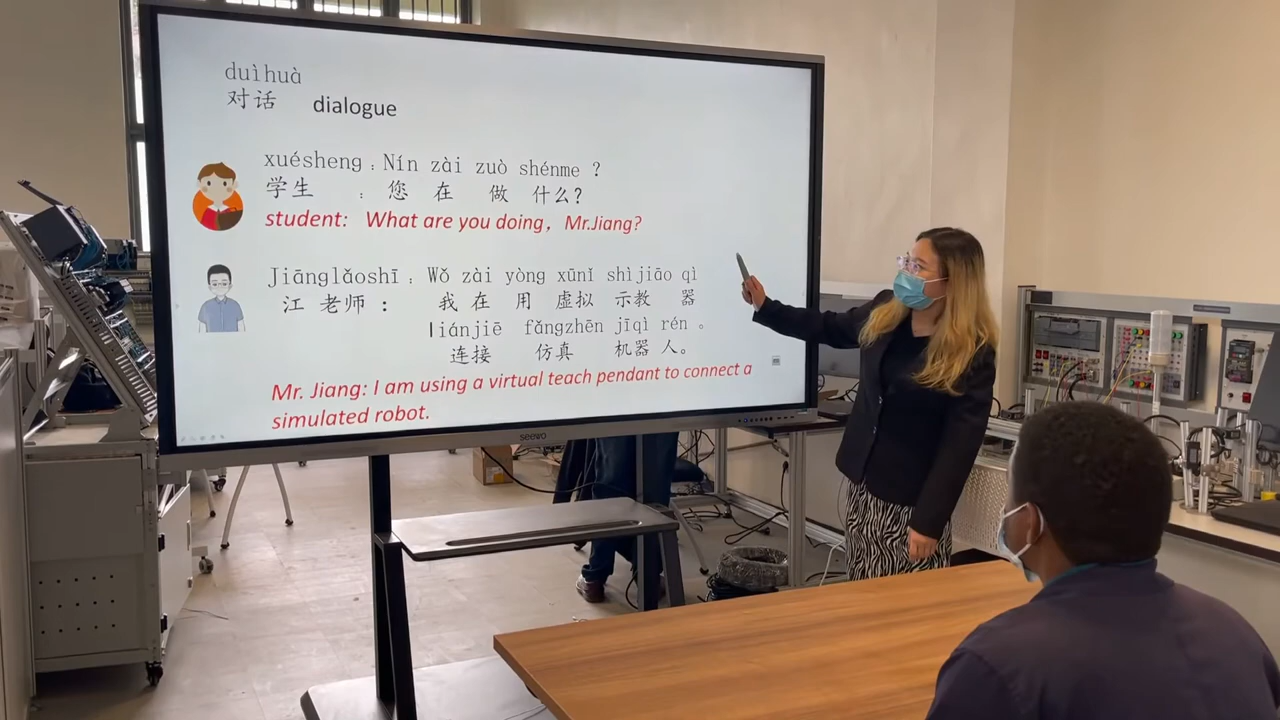 duìhuà
对话 dialogue
xuésheng：Nín zài zuò shénme ？
学生 ： 您 在 做 什么？
student: What are you doing，Mr.Jiang?
Jiānglǎoshī：Wǒ zài yòng xūnǐ shìjiāo qì
江 老师： 我 在 用 虚拟 示教 器
liánjiē fǎngzhēn jīqì rén 。
连接 仿真 机器 人。
Mr. Jiang: I am using a virtual teach pendant to connect a
simulated robot.
seewo